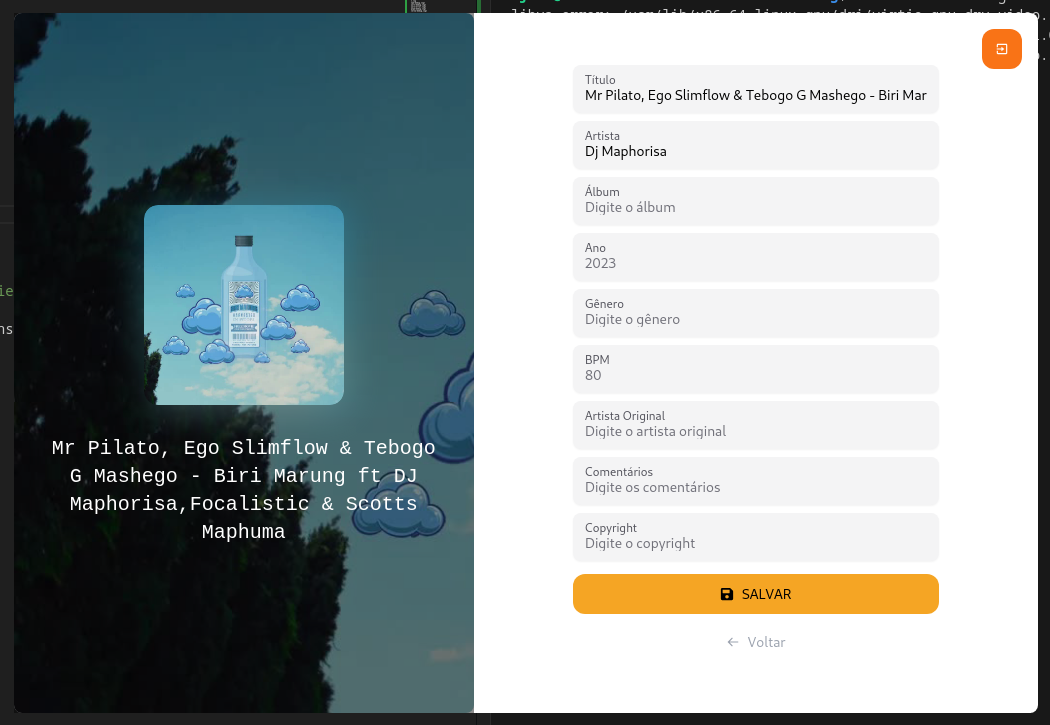 Mr Pilato, Ego Slimflow & Tebogo
G Mashego - Biri Marung ft DJ
Maphorisa,Focalistic & Scotts
Maphuma
Título
Mr Pilato, Ego Slimflow & Tebogo G Mashego - Biri Mar
Artista
Dj Maphorisa
Álbum
Digite o álbum
Ano
2023
Gênero
Digite o gênero
BPM
80
Artista Original
Digite o artista original
Comentários
Digite os comentários
Copyright
Digite o copyright
SALVAR
Voltar